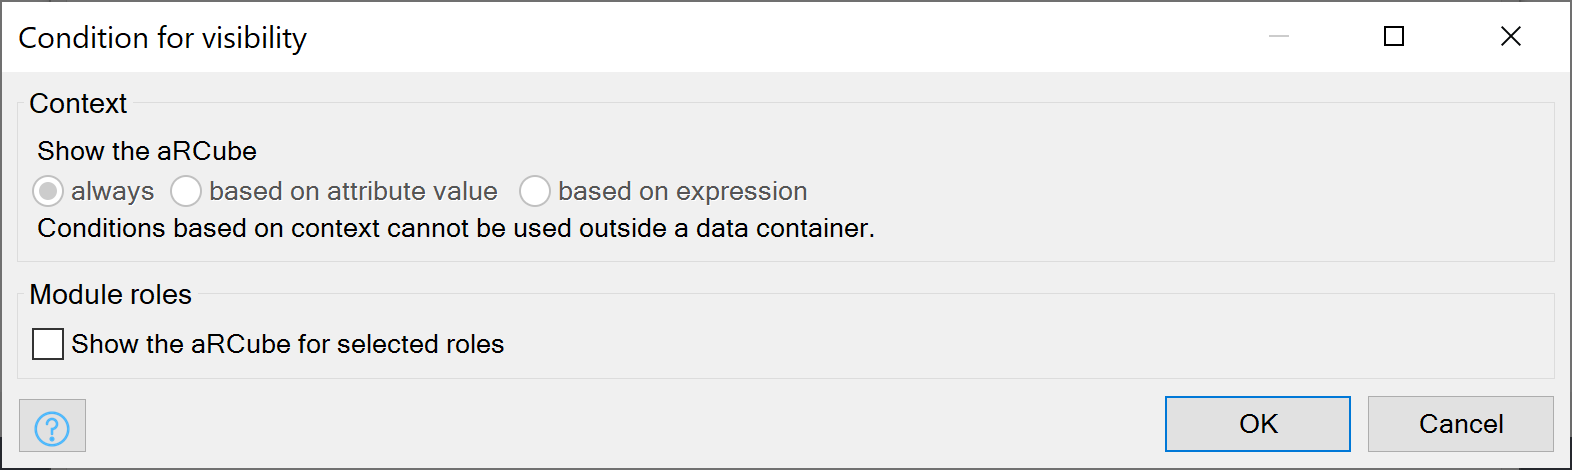 Condition for visibility
Context
Show the aRCube
always based on attribute value based on expression
Conditions based on context cannot be used outside a data container.
Module roles
Show the aRCube for selected roles
?
OK Cancel